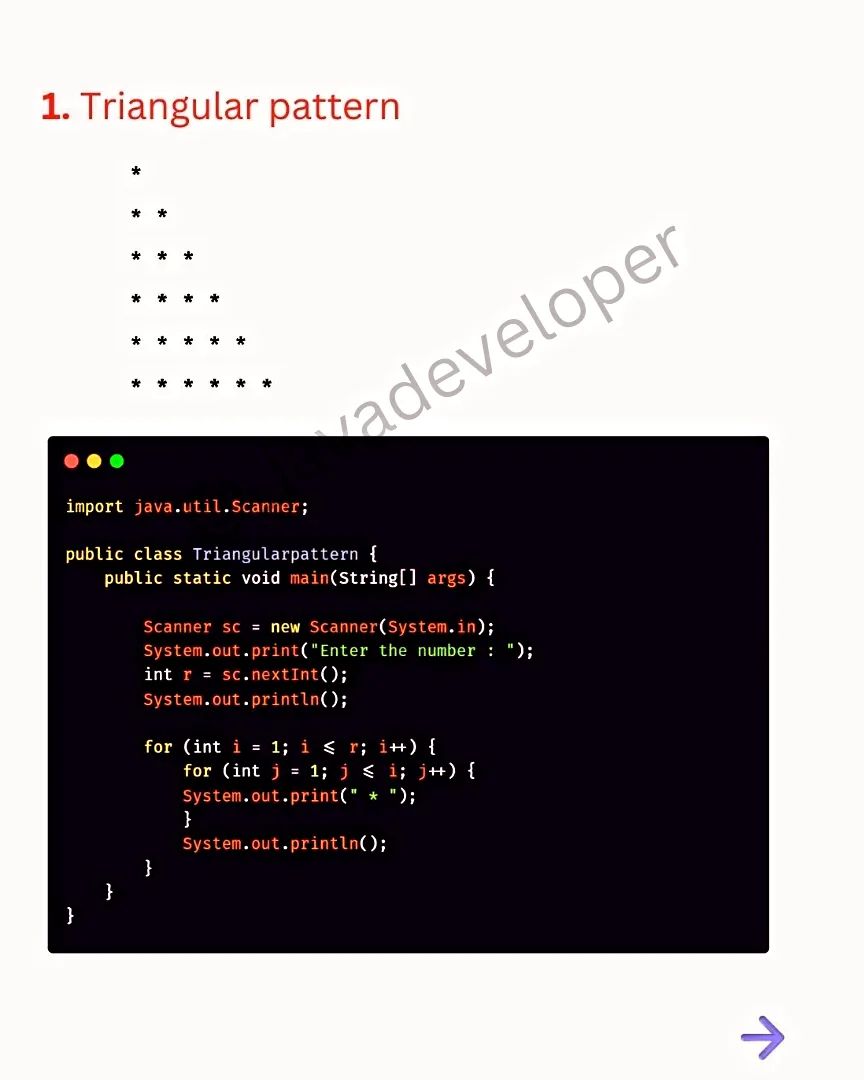 1. Triangular pattern
*
* *
* * *
* * * *
* * * * *
* * * * * *
javadeveloper
import java.util.Scanner;
public class Triangularpattern {
    public static void main(String[] args) {
        Scanner sc = new Scanner(System.in);
        System.out.print("Enter the number : ");
        int r = sc.nextInt();
        System.out.println();
        for (int i = 1; i <= r; i++) {
            for (int j = 1; j <= i; j++) {
            System.out.print(" * ");
            }
            System.out.println();
        }
    }
}